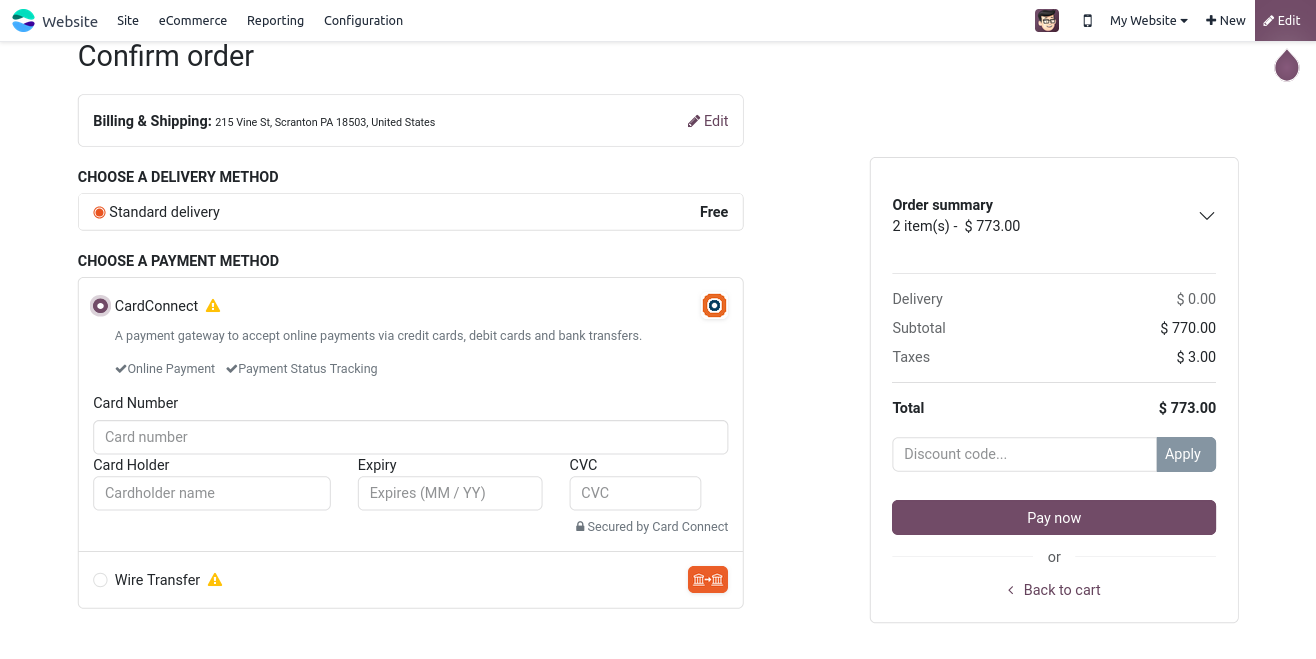 Website Site eCommerce Reporting Configuration My Website New Edit
Confirm order
Billing & Shipping: 215 Vine St, Scranton PA 18503, United States Edit
CHOOSE A DELIVERY METHOD
Standard delivery Free
CHOOSE A PAYMENT METHOD
CardConnect
A payment gateway to accept online payments via credit cards, debit cards and bank transfers.
Online Payment Payment Status Tracking
Card Number
Card number
Card Holder Expiry CVC
Cardholder name Expires (MM / YY) CVC
Secured by Card Connect
Wire Transfer
Order summary
2 item(s) - $ 773.00
Delivery $ 0.00
Subtotal $ 770.00
Taxes $ 3.00
Total $ 773.00
Discount code... Apply
Pay now
or
Back to cart